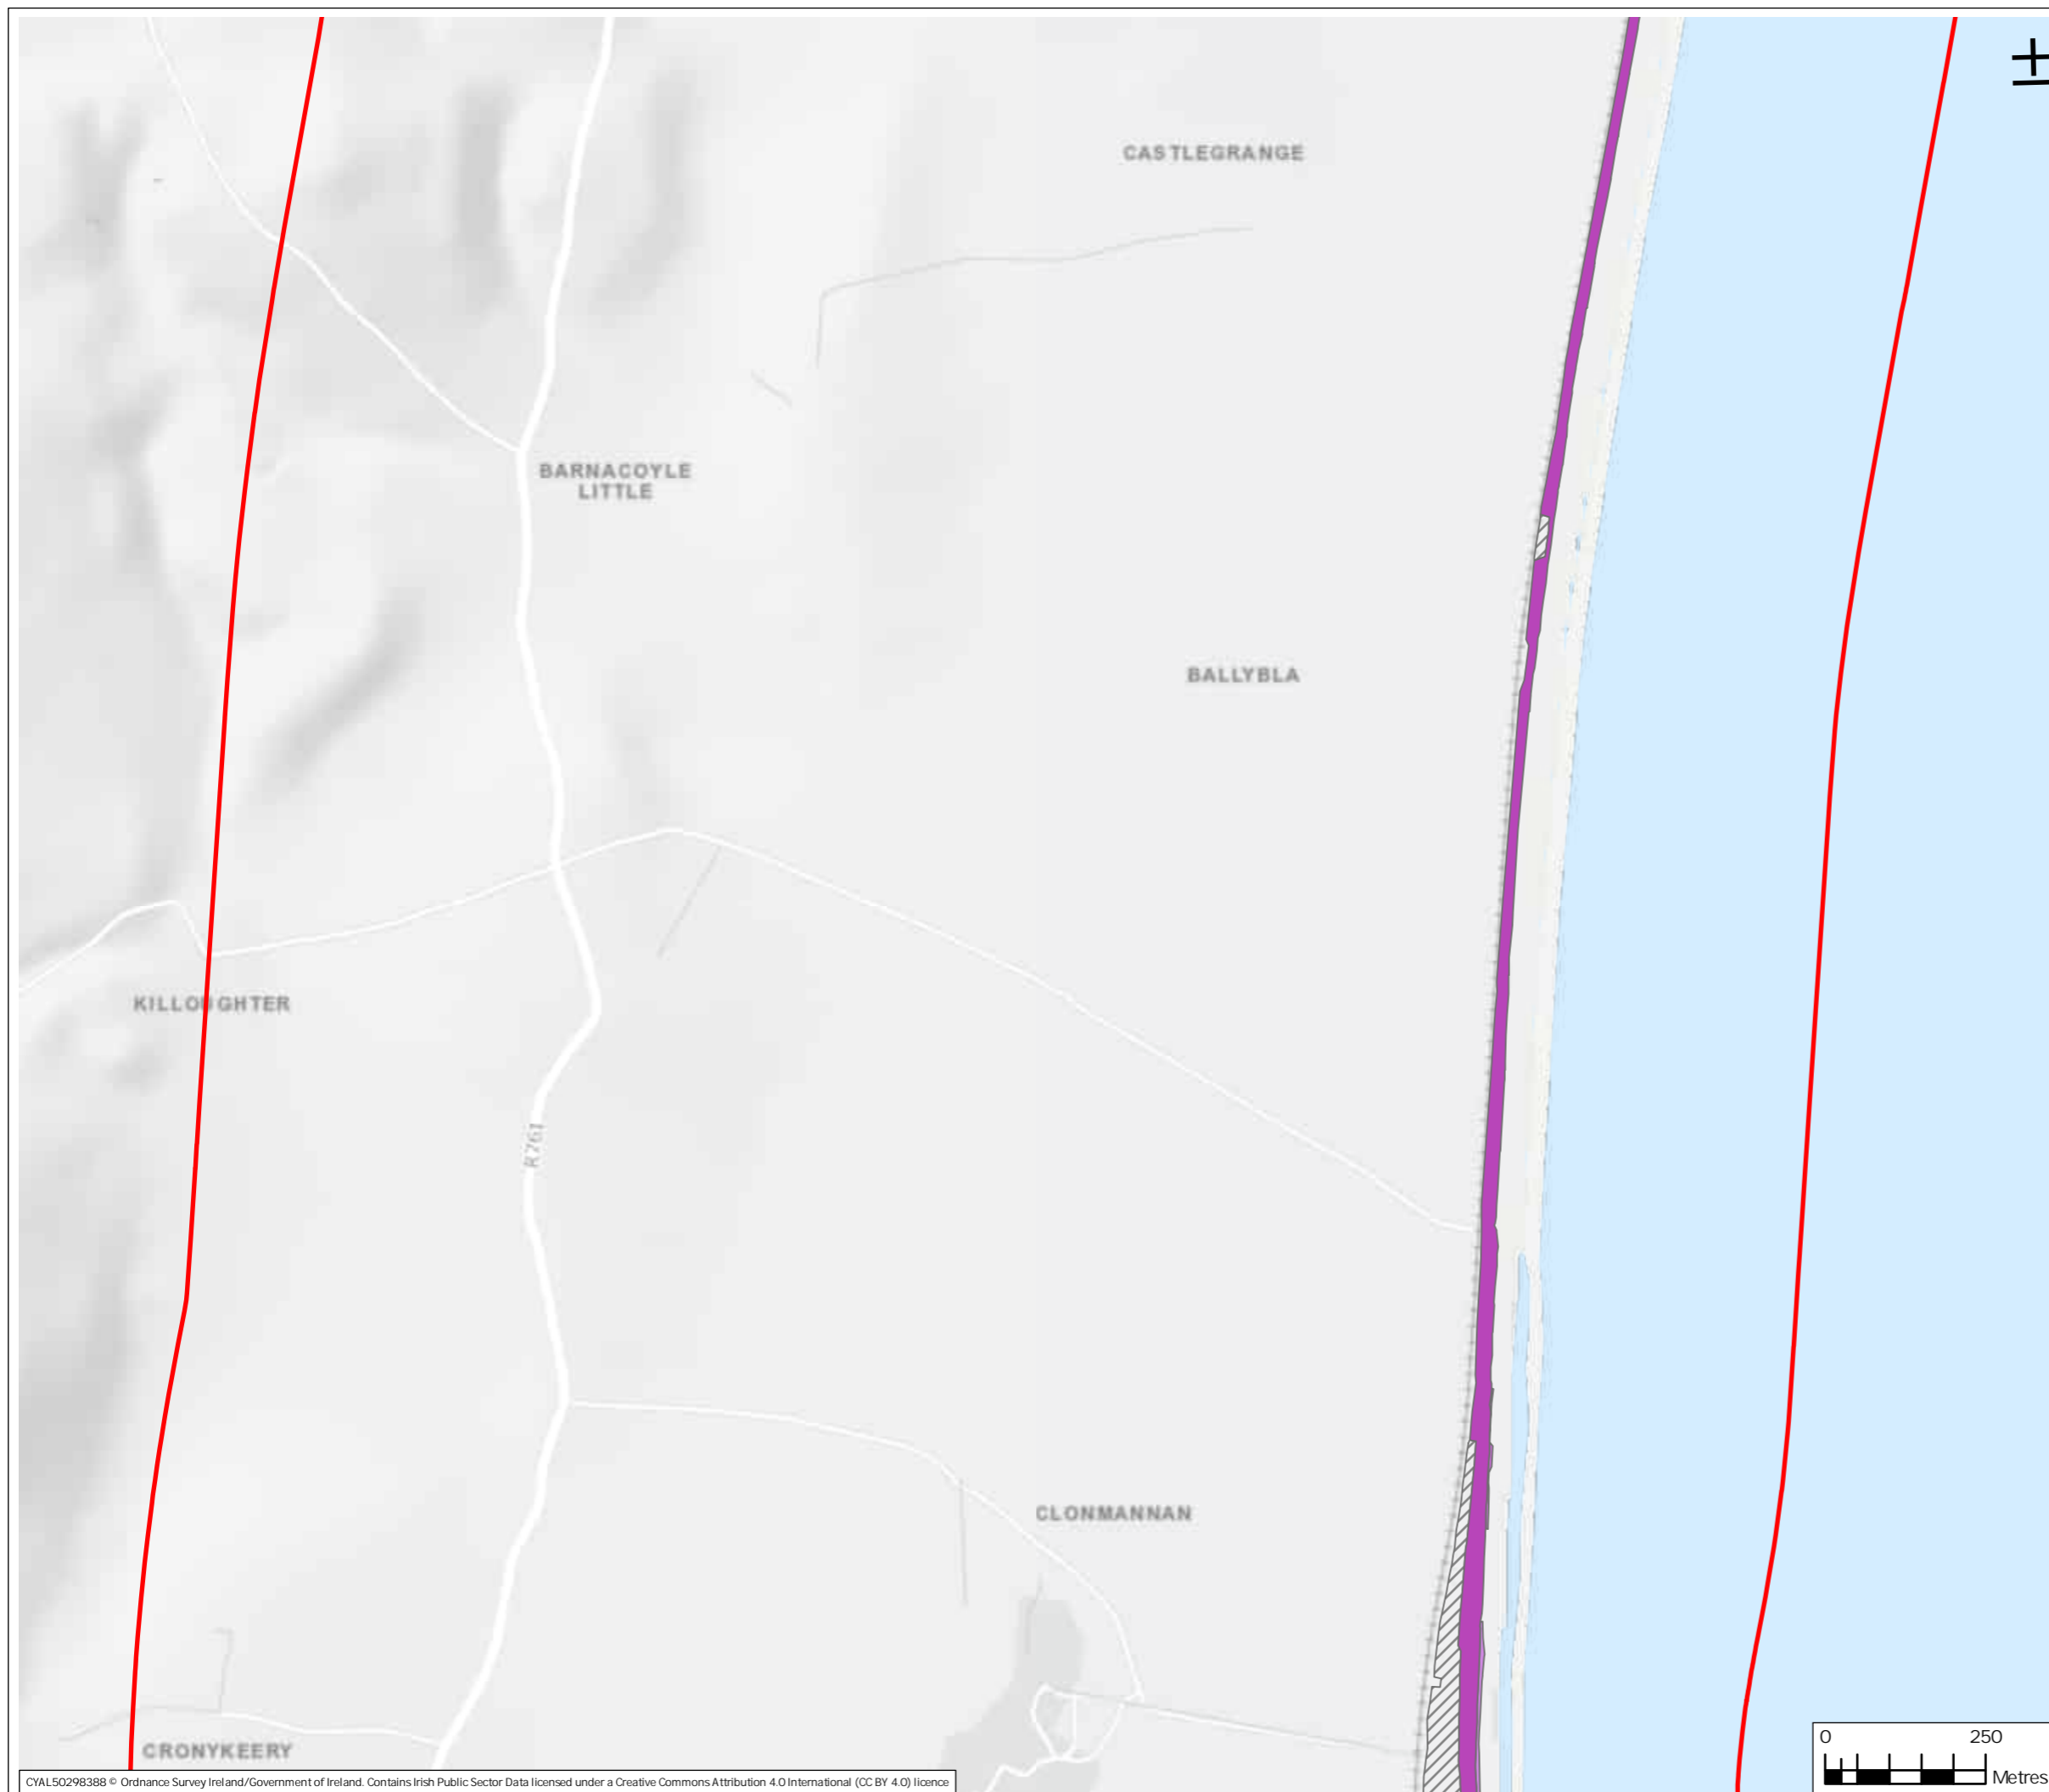 CASTLEGRANGE
BARNACOYLE
LITTLE
BALLYBLA
KILLOUGHTER
R761
CLONMANNAN
CRONYKEERY
0 250
Metres
CYAL50298388 © Ordnance Survey Ireland/Government of Ireland. Contains Irish Public Sector Data licensed under a Creative Commons Attribution 4.0 International (CC BY 4.0) licence